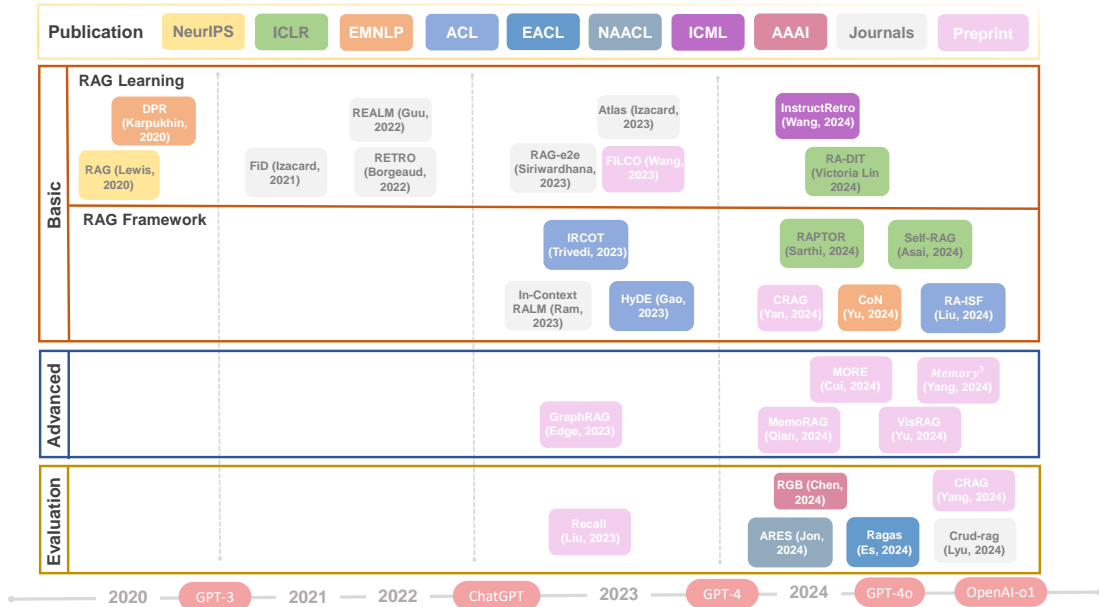 Publication
NeurIPS
ICLR
EMNLP
ACL
EACL
NAACL
ICML
AAAI
Journals
Preprint
Basic
RAG Learning
DPR
(Karpukhin,
2020)
RAG (Lewis,
2020)
FiD (Izacard,
2021)
REALM (Guu,
2022)
RETRO
(Borgeaud,
2022)
Atlas (Izacard,
2023)
RAG-e2e
(Siriwardhana,
2023)
FILCO (Wang,
2023)
InstructRetro
(Wang, 2024)
RA-DIT
(Victoria Lin
2024)
RAG Framework
IRCOT
(Trivedi, 2023)
In-Context
RALM (Ram,
2023)
HyDE (Gao,
2023)
RAPTOR
(Sarthi, 2024)
Self-RAG
(Asai, 2024)
CRAG
(Yan, 2024)
CoN
(Yu, 2024)
RA-ISF
(Liu, 2024)
Advanced
GraphRAG
(Edge, 2023)
MORE
(Cui, 2024)
Memory³
(Yang, 2024)
MemoRAG
(Qian, 2024)
VisRAG
(Yu, 2024)
Evaluation
Recall
(Liu, 2023)
RGB (Chen,
2024)
CRAG
(Yang, 2024)
ARES (Jon,
2024)
Ragas
(Es, 2024)
Crud-rag
(Lyu, 2024)
2020
GPT-3
2021
2022
ChatGPT
2023
GPT-4
2024
GPT-4o
OpenAI-o1